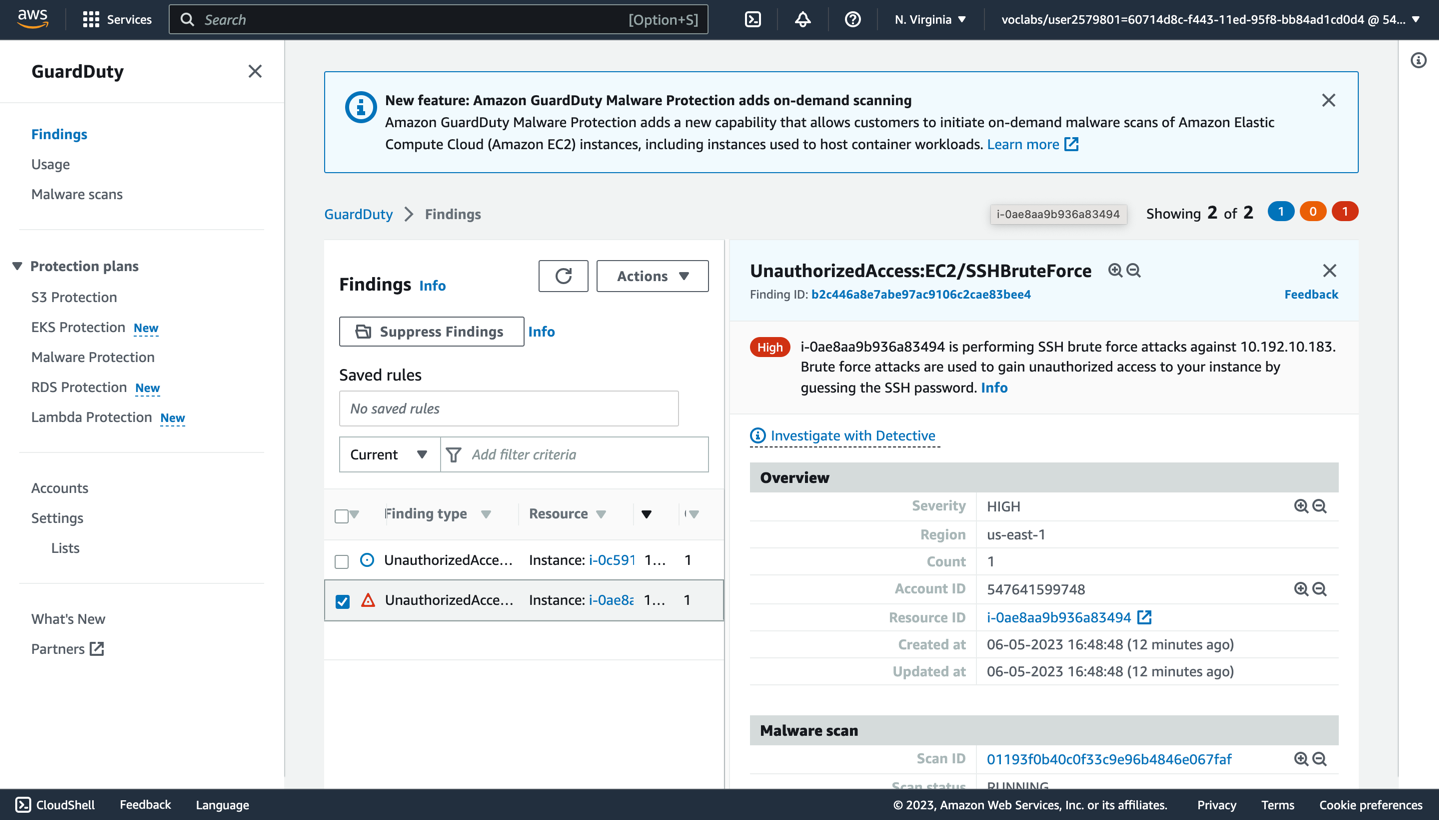 aws
Services
Search
[Option+S]
N. Virginia
voclabs/user2579801=60714d8c-f443-11ed-95f8-bb84ad1cd0d4 @ 54...
GuardDuty
Findings
Usage
Malware scans
Protection plans
S3 Protection
EKS Protection New
Malware Protection
RDS Protection New
Lambda Protection New
Accounts
Settings
Lists
What's New
Partners
New feature: Amazon GuardDuty Malware Protection adds on-demand scanning
Amazon GuardDuty Malware Protection adds a new capability that allows customers to initiate on-demand malware scans of Amazon Elastic
Compute Cloud (Amazon EC2) instances, including instances used to host container workloads. Learn more
GuardDuty > Findings
i-0ae8aa9b936a83494
Showing 2 of 2
1 0 1
Findings Info
Actions
Suppress Findings Info
Saved rules
No saved rules
Current
Add filter criteria
Finding type Resource
UnauthorizedAcce... Instance: i-0c591 1... 1
UnauthorizedAcce... Instance: i-0ae8a 1... 1
UnauthorizedAccess:EC2/SSHBruteForce
Finding ID: b2c446a8e7abe97ac9106c2cae83bee4
Feedback
High
i-0ae8aa9b936a83494 is performing SSH brute force attacks against 10.192.10.183.
Brute force attacks are used to gain unauthorized access to your instance by
guessing the SSH password. Info
Investigate with Detective
Overview
Severity HIGH
Region us-east-1
Count 1
Account ID 547641599748
Resource ID i-0ae8aa9b936a83494
Created at 06-05-2023 16:48:48 (12 minutes ago)
Updated at 06-05-2023 16:48:48 (12 minutes ago)
Malware scan
Scan ID 01193f0b40c0f33c9e96b4846e067faf
Scan status RUNNING
CloudShell
Feedback
Language
© 2023, Amazon Web Services, Inc. or its affiliates.
Privacy
Terms
Cookie preferences